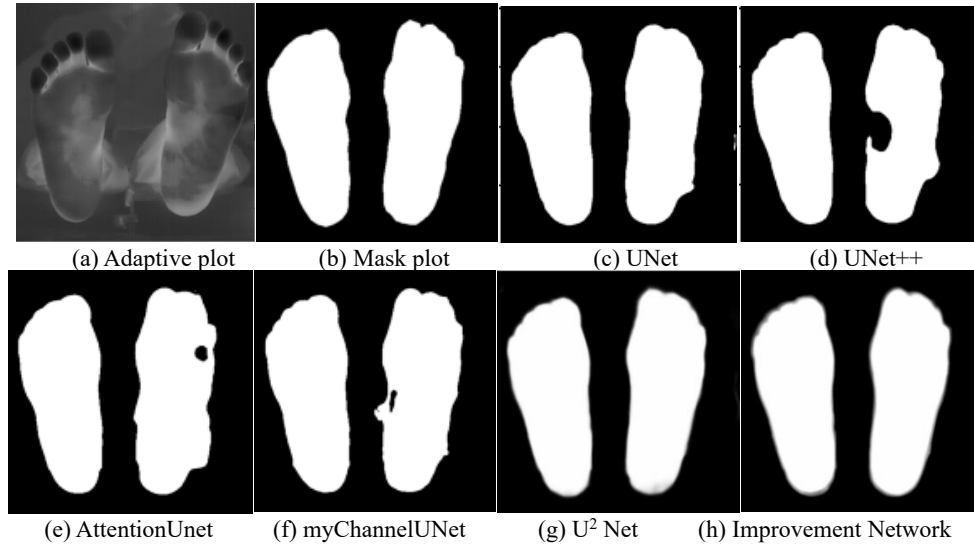 (a) Adaptive plot (b) Mask plot (c) UNet (d) UNet++
(e) AttentionUnet (f) myChannelUNet (g) U² Net (h) Improvement Network